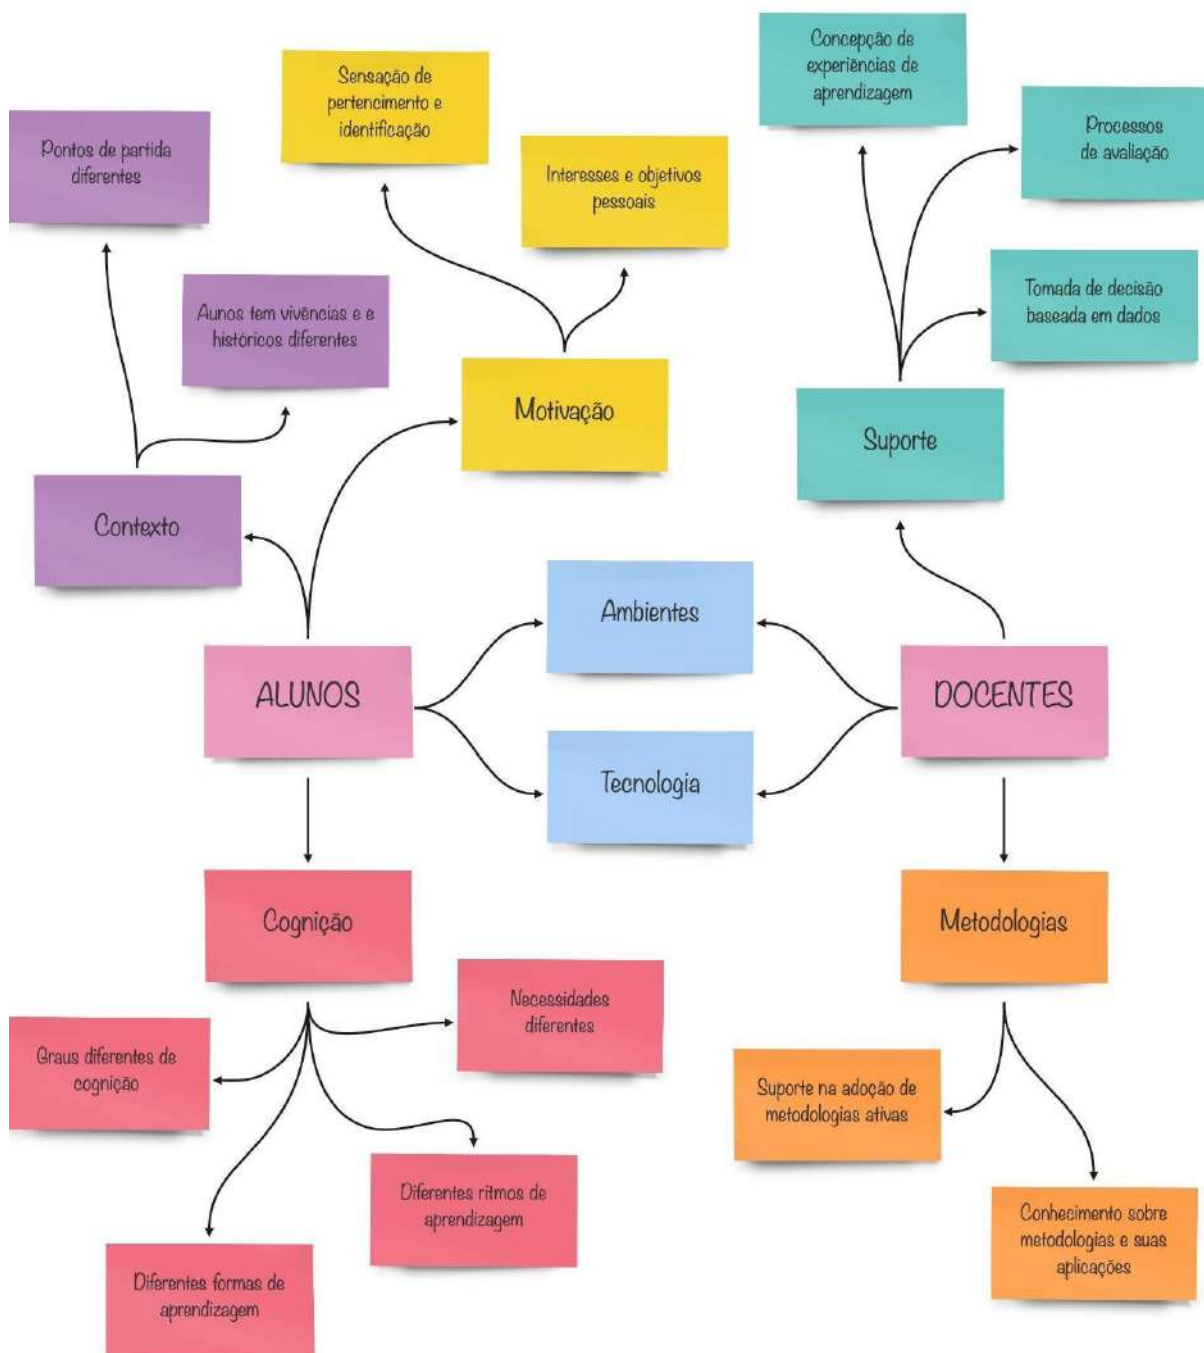 Concepção de
experiências de
aprendizagem
Sensação de
pertencimento e
identificação
Processos
de avaliação
Pontos de partida
diferentes
Interesses e objetivos
pessoais
Tomada de decisão
baseada em dados
Aunos tem vivências e e
históricos diferentes
Motivação
Suporte
Contexto
Ambientes
ALUNOS
DOCENTES
Tecnologia
Cognição
Metodologias
Necessidades
diferentes
Graus diferentes de
cognição
Suporte na adoção de
metodologias ativas
Diferentes ritmos de
aprendizagem
Conhecimento sobre
metodologias e suas
aplicações
Diferentes formas de
aprendizagem